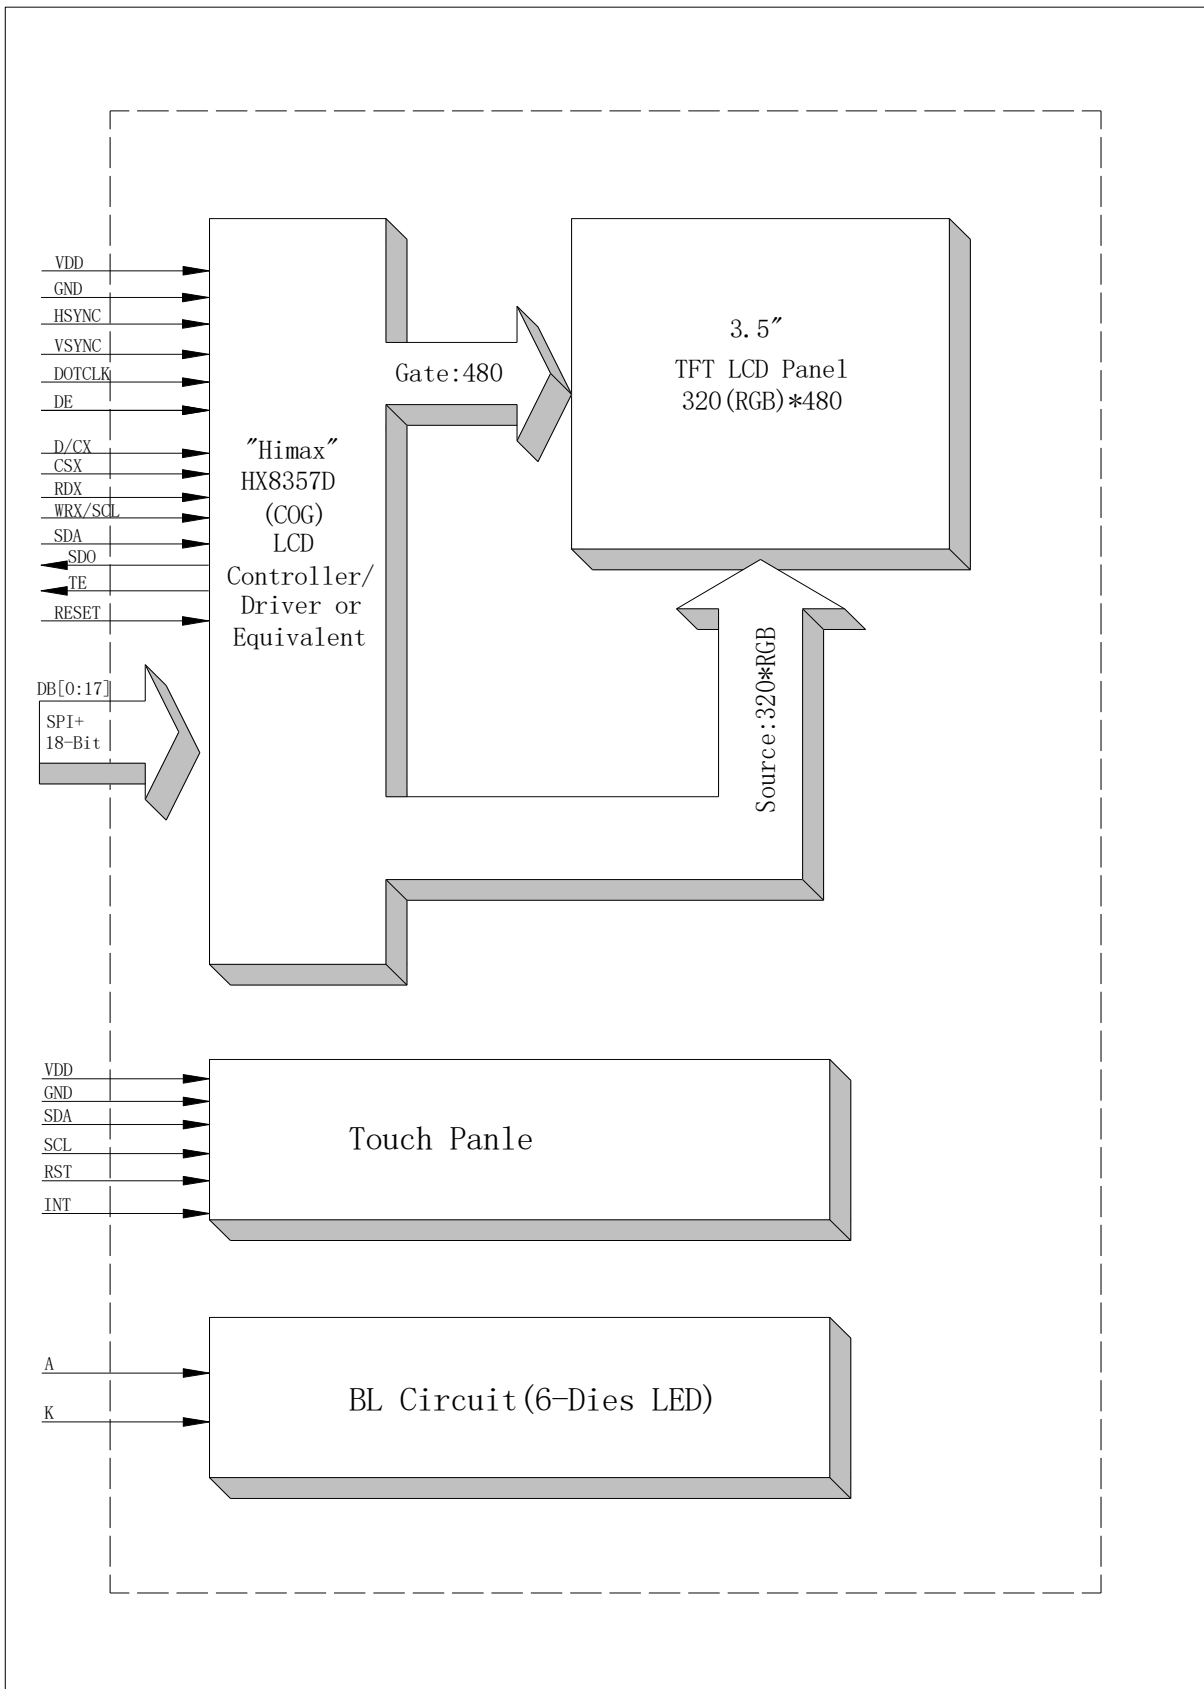 VDD
GND
HSYNC
VSYNC
DOTCLK
DE
D/CX
CSX
RDX
WRX/SCL
SDA
SDO
TE
RESET
DB[0:17]
SPI+
18-Bit
"Himax"
HX8357D
(COG)
LCD
Controller/
Driver or
Equivalent
Gate:480
3.5"
TFT LCD Panel
320(RGB)*480
Source:320*RGB
VDD
GND
SDA
SCL
RST
INT
Touch Panle
A
K
BL Circuit(6-Dies LED)